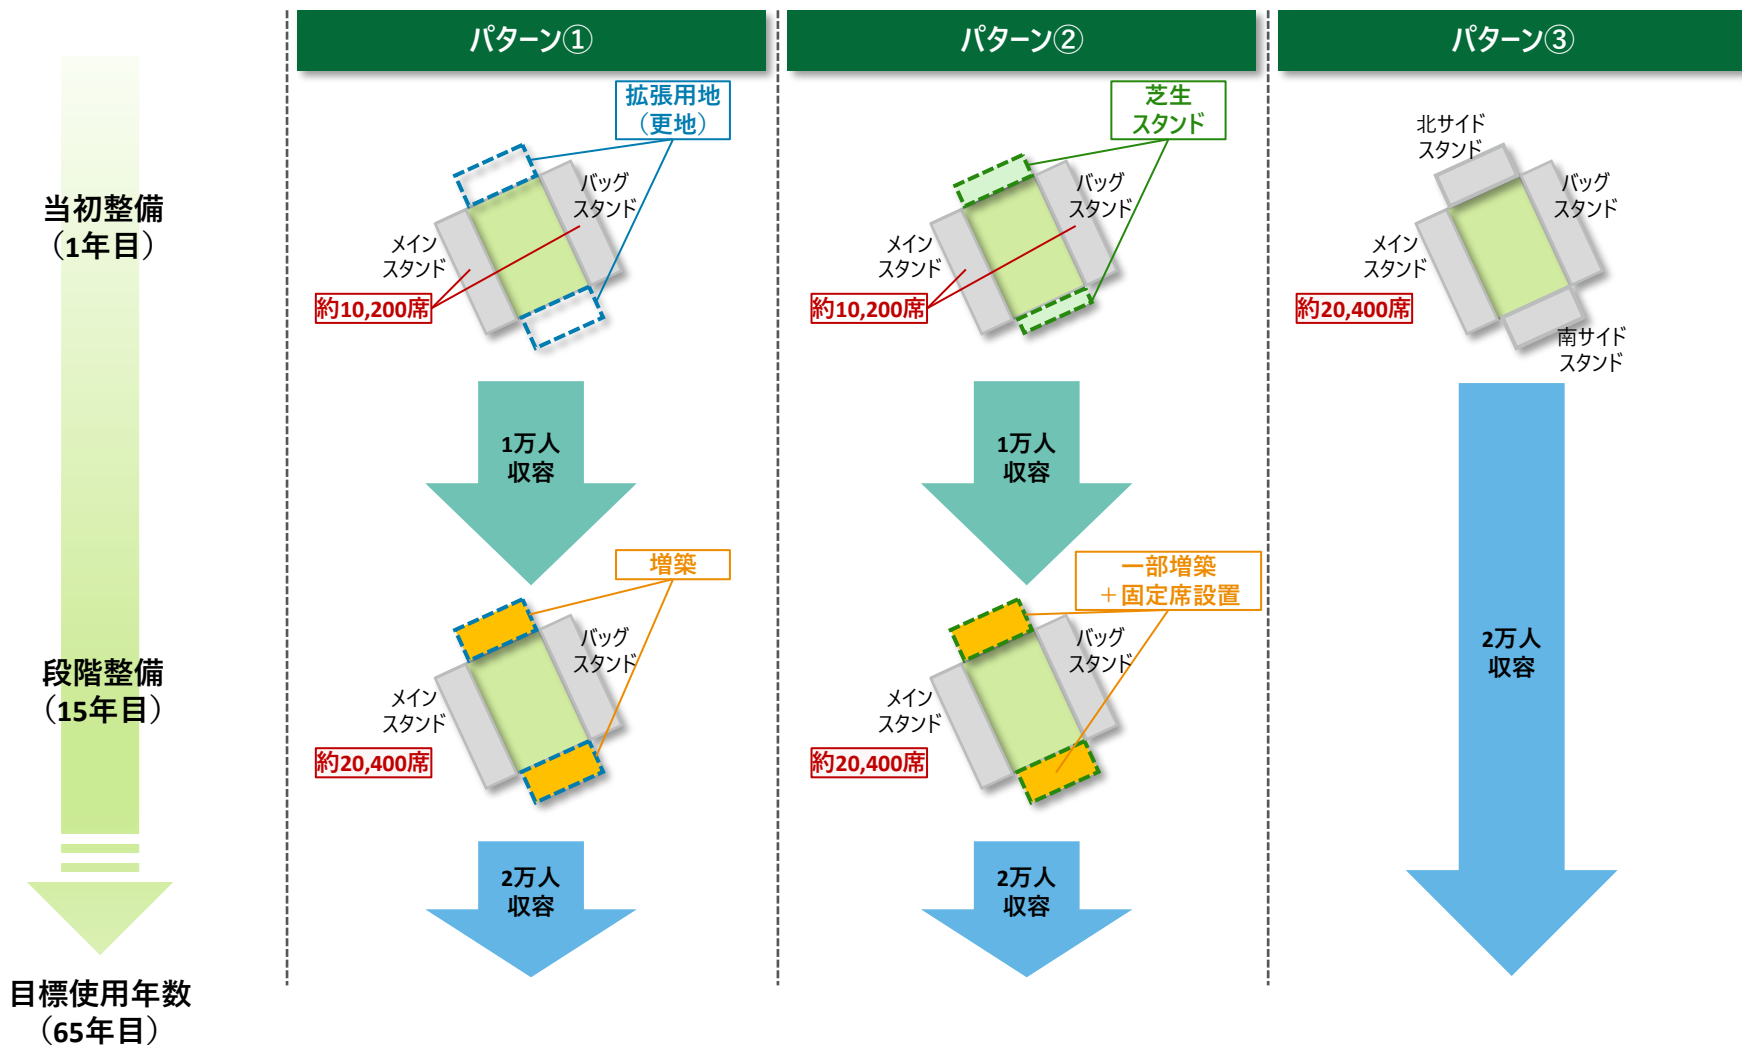 パターン①
パターン②
パターン③
当初整備
（1年目）
段階整備
（15年目）
目標使用年数
（65年目）
拡張用地
（更地）
バッグ
スタンド
メイン
スタンド
約10,200席
1万人
収容
増築
バッグ
スタンド
メイン
スタンド
約20,400席
2万人
収容
芝生
スタンド
バッグ
スタンド
メイン
スタンド
約10,200席
1万人
収容
一部増築
＋固定席設置
バッグ
スタンド
メイン
スタンド
約20,400席
2万人
収容
北サイド
スタンド
バッグ
スタンド
メイン
スタンド
約20,400席
南サイド
スタンド
2万人
収容